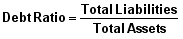 Debt Ratio = Total Liabilities
Total Assets